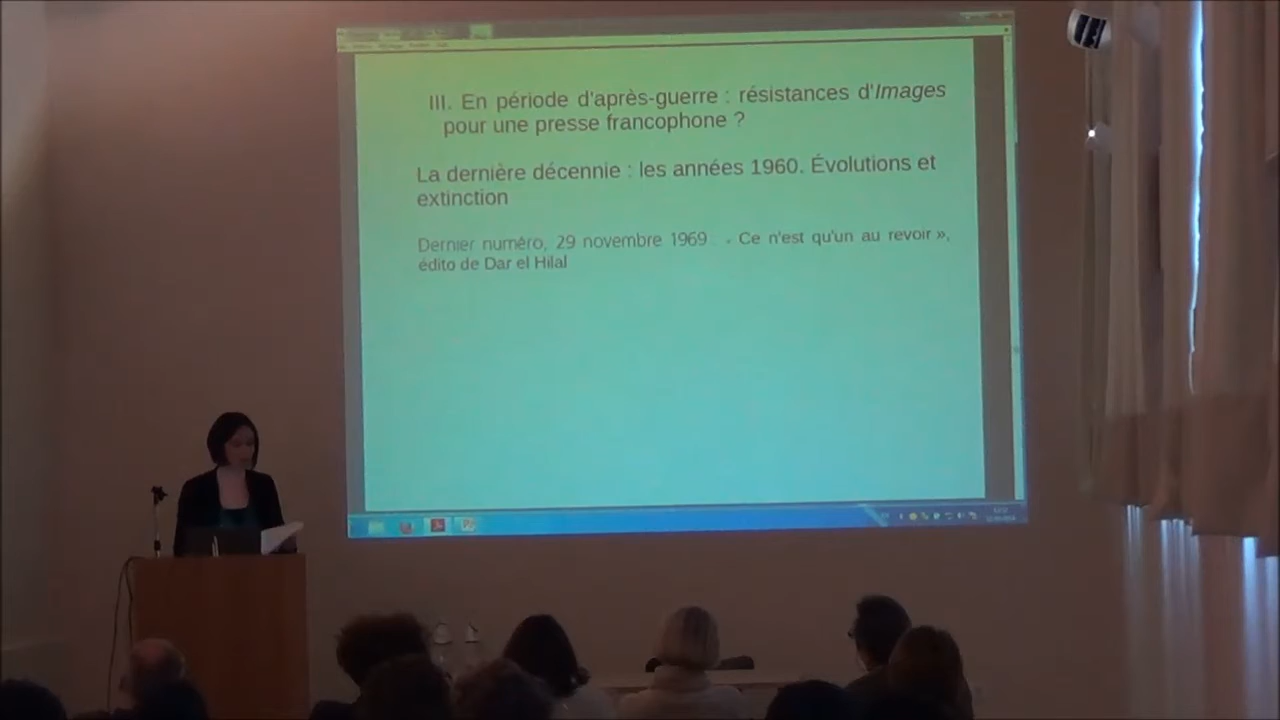 III. En période d'après-guerre : résistances d'Images
pour une presse francophone ?
La dernière décennie : les années 1960. Évolutions et
extinction
Dernier numéro, 29 novembre 1969 : « Ce n'est qu'un au revoir »,
édito de Dar el Hilal